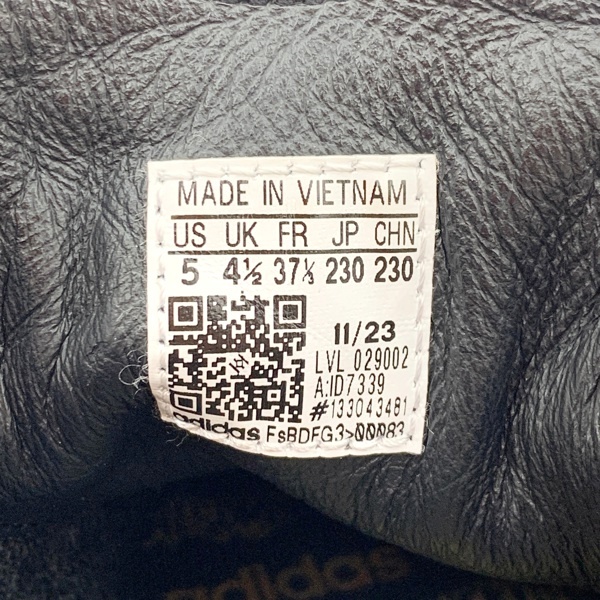 MADE IN VIETNAM
US UK FR JP CHN
5 4½ 37⅓ 230 230
11/23
LVL 029002
A:ID7339
#133043481
adidas FsBDFG3>00083
adidas